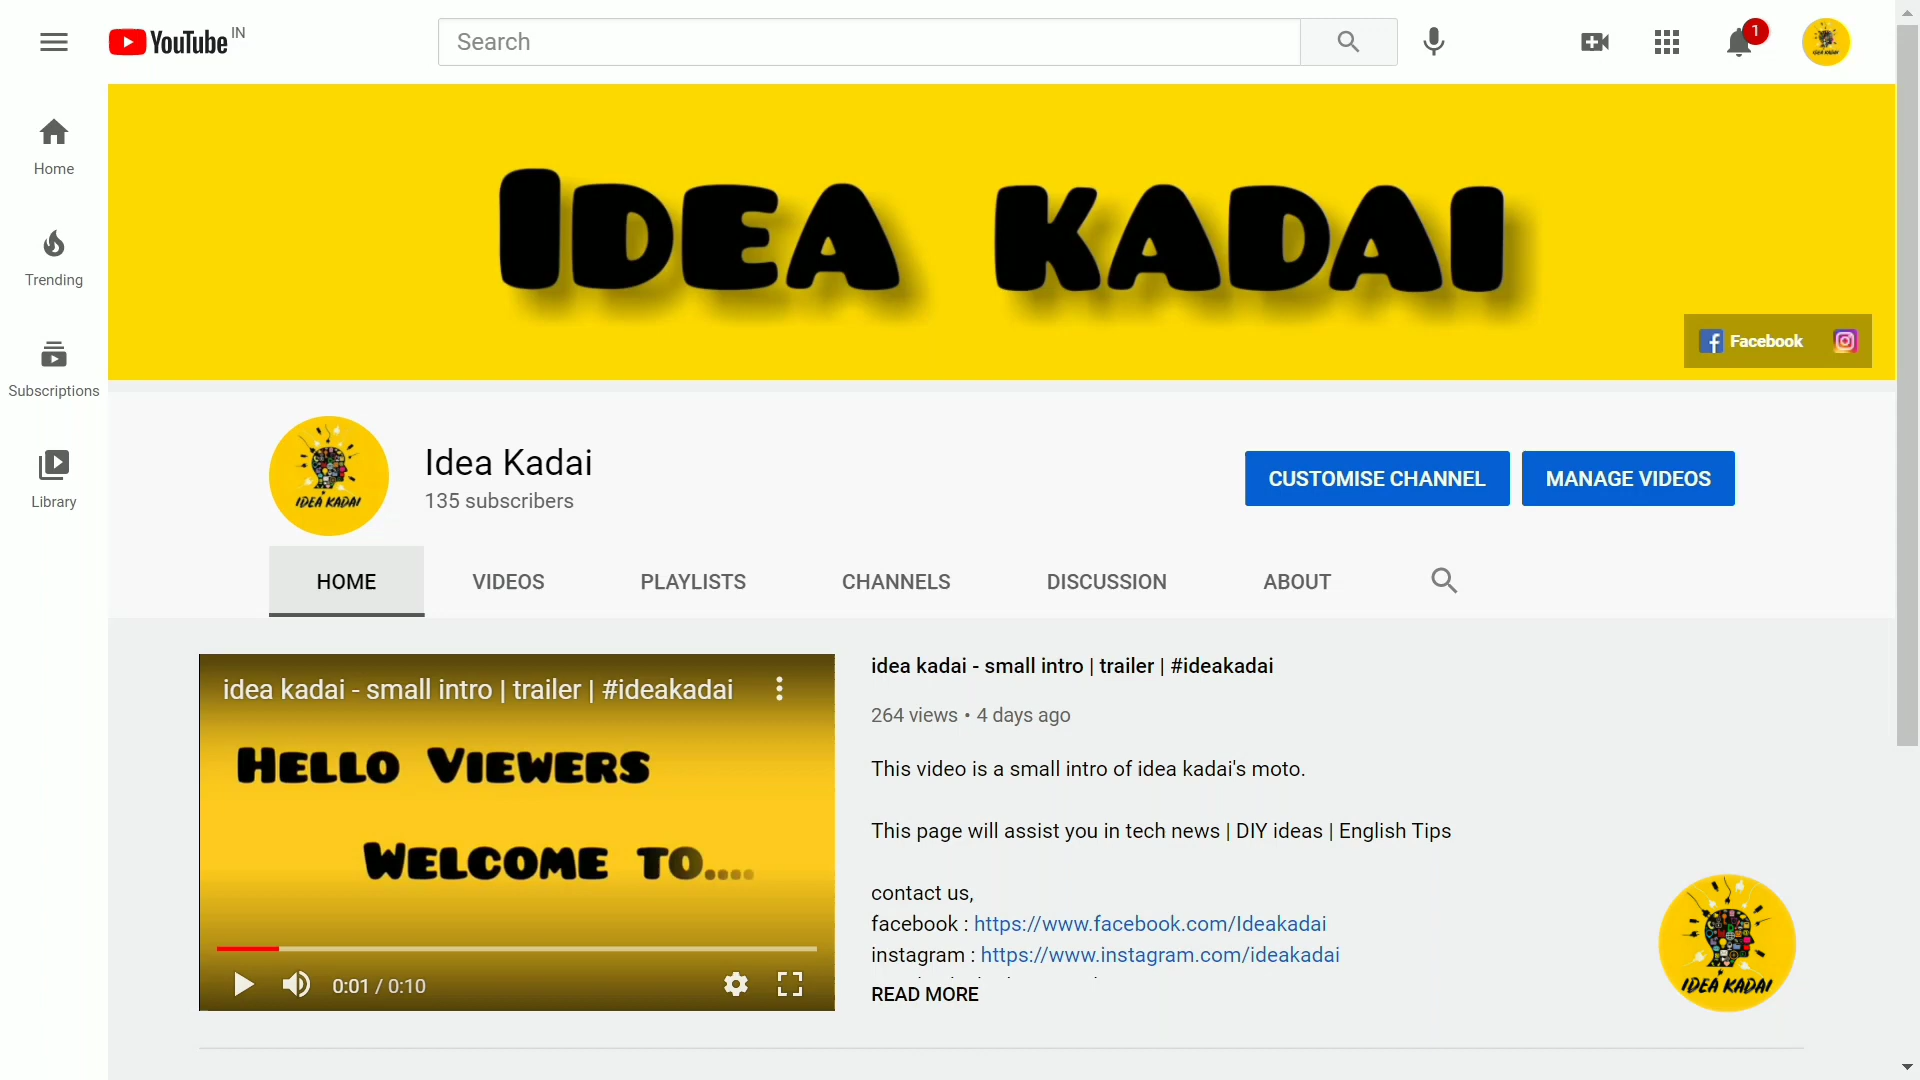 YouTube IN
Search
1
Home
Trending
Subscriptions
Library
IDEA KADAI
Facebook
IDEA KADAI
Idea Kadai
135 subscribers
CUSTOMISE CHANNEL
MANAGE VIDEOS
HOME
VIDEOS
PLAYLISTS
CHANNELS
DISCUSSION
ABOUT
idea kadai - small intro | trailer | #ideakadai
HELLO VIEWERS
WELCOME TO....
0:01 / 0:10
idea kadai - small intro | trailer | #ideakadai
264 views • 4 days ago
This video is a small intro of idea kadai's moto.
This page will assist you in tech news | DIY ideas | English Tips
contact us,
facebook : https://www.facebook.com/Ideakadai
instagram : https://www.instagram.com/ideakadai
READ MORE
IDEA KADAI